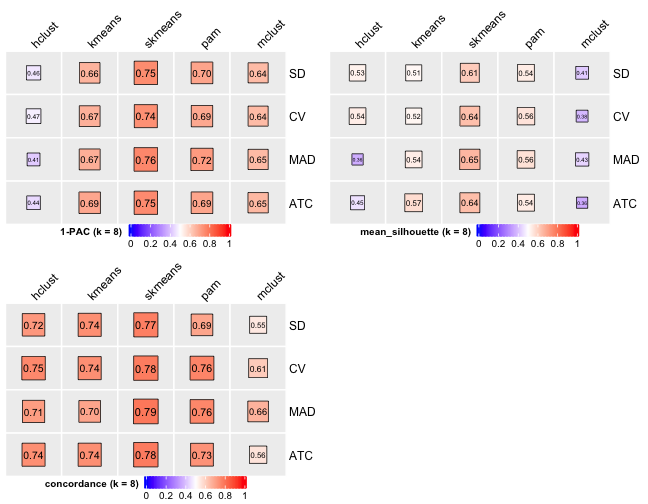 hclust kmeans skmeans pam mclust
0.46 0.66 0.75 0.70 0.64 SD
0.47 0.67 0.74 0.69 0.64 CV
0.41 0.67 0.76 0.72 0.65 MAD
0.44 0.69 0.75 0.69 0.65 ATC
1-PAC (k = 8)
0 0.2 0.4 0.6 0.8 1
hclust kmeans skmeans pam mclust
0.53 0.51 0.61 0.54 0.41 SD
0.54 0.52 0.64 0.56 0.38 CV
0.54 0.65 0.56 0.43 MAD
0.45 0.57 0.64 0.54 0.36 ATC
mean_silhouette (k = 8)
0 0.2 0.4 0.6 0.8 1
hclust kmeans skmeans pam mclust
0.72 0.74 0.77 0.69 0.55 SD
0.75 0.74 0.78 0.76 0.61 CV
0.71 0.70 0.79 0.76 0.66 MAD
0.74 0.74 0.78 0.73 0.56 ATC
concordance (k = 8)
0 0.2 0.4 0.6 0.8 1